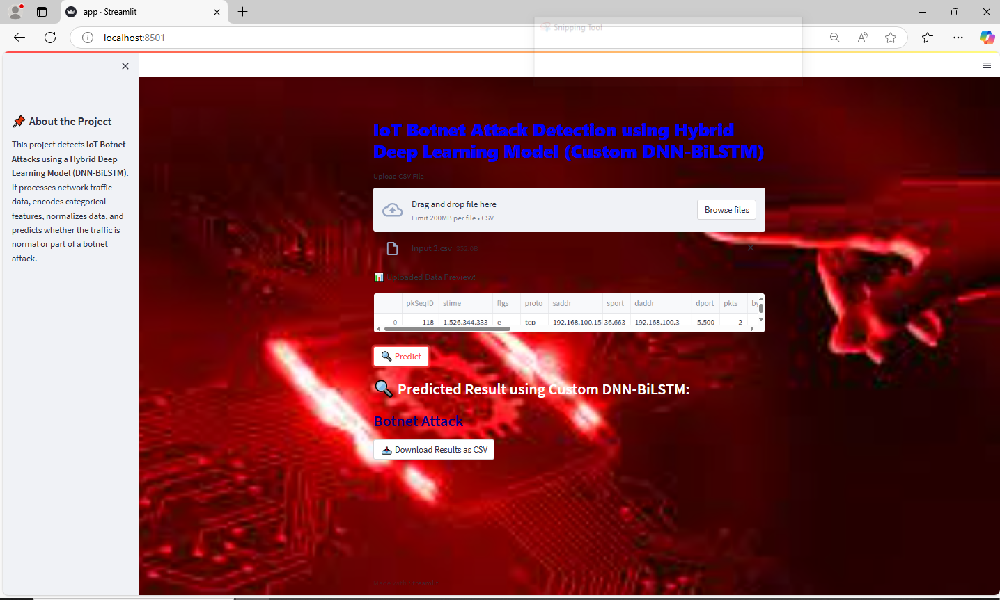 app · Streamlit
Snipping Tool
localhost:8501
About the Project
This project detects IoT Botnet
Attacks using a Hybrid Deep
Learning Model (DNN-BiLSTM).
It processes network traffic
data, encodes categorical
features, normalizes data, and
predicts whether the traffic is
normal or part of a botnet
attack.
IoT Botnet Attack Detection using Hybrid
Deep Learning Model (Custom DNN-BiLSTM)
Upload CSV File
Drag and drop file here
Limit 200MB per file • CSV
Browse files
Input 3.csv 352.0B
Uploaded Data Preview:
pkSeqID stime flgs proto saddr sport daddr dport pkts
0 118 1,526,344,333 e tcp 192.168.100.15 36,663 192.168.100.3 5,500 2
Predict
Predicted Result using Custom DNN-BiLSTM:
Botnet Attack
Download Results as CSV
Made with Streamlit